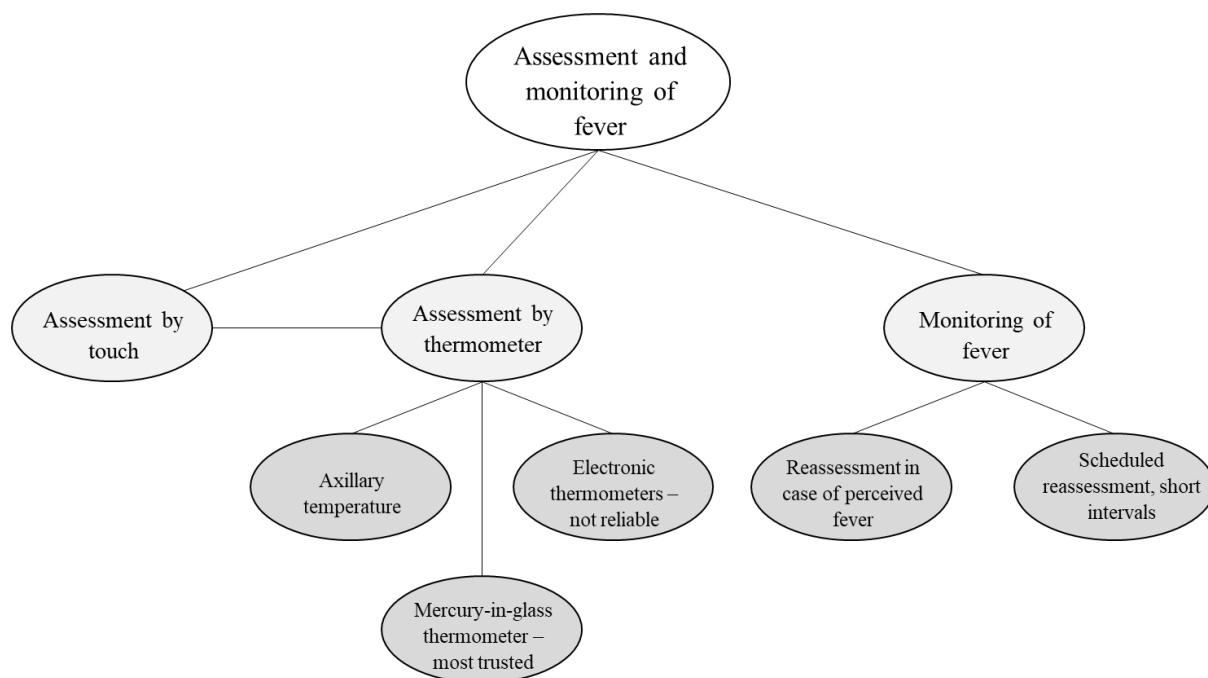 Assessment and
monitoring of
fever
Assessment by
touch
Assessment by
thermometer
Monitoring of
fever
Axillary
temperature
Electronic
thermometers –
not reliable
Reassessment in
case of perceived
fever
Scheduled
reassessment, short
intervals
Mercury-in-glass
thermometer –
most trusted